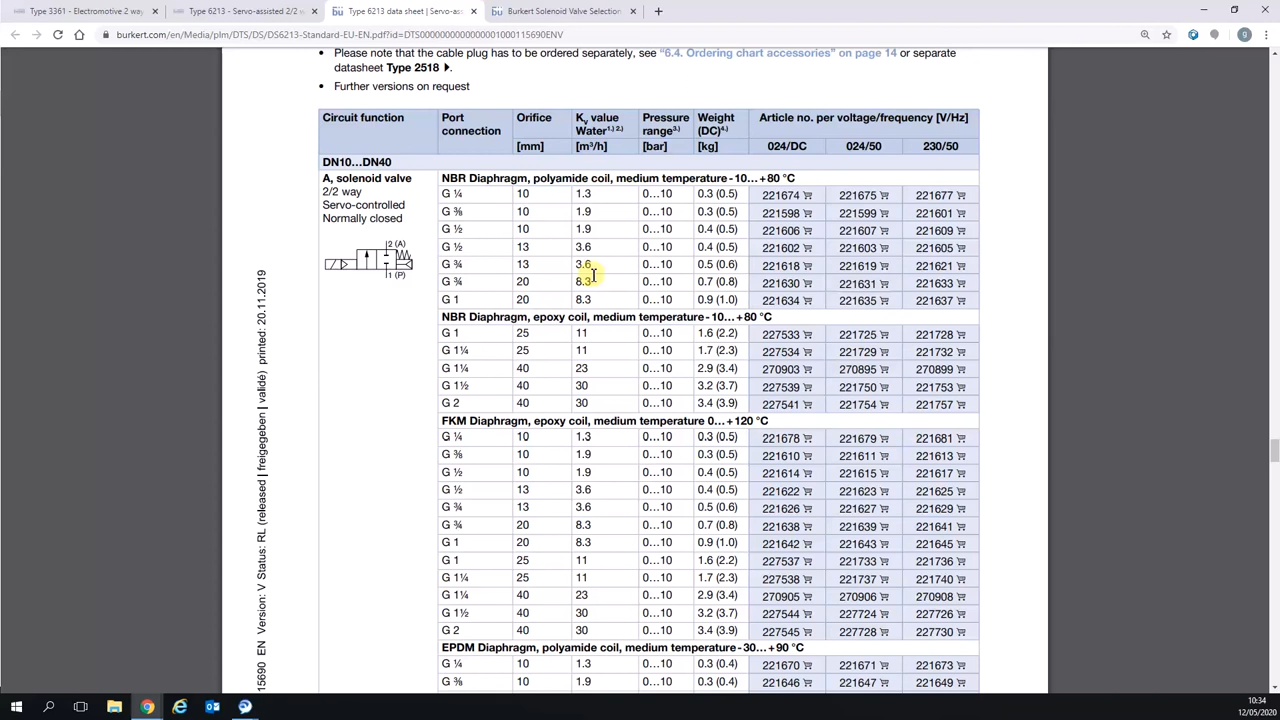 Type 3361 - Electromotive 2 way
Type 6213 - Servo-assisted 2/2 w
Type 6213 data sheet | Servo-ass
Burkert Solenoid Valve Selection
burkert.com/en/Media/plm/DTS/DS/DS6213-Standard-EU-EN.pdf?id=DTS0000000000000001000115690ENV
• Please note that the cable plug has to be ordered separately, see “6.4. Ordering chart accessories” on page 14 or separate
datasheet Type 2518 ▶.
• Further versions on request
Circuit function Port connection Orifice Kv value Water1.) 2.) Pressure range3.) Weight (DC)4.) Article no. per voltage/frequency [V/Hz]
[mm] [m³/h] [bar] [kg] 024/DC 024/50 230/50
DN10...DN40
A, solenoid valve
2/2 way
Servo-controlled
Normally closed
2 (A)
1 (P)
NBR Diaphragm, polyamide coil, medium temperature - 10... + 80 °C
G ¼ 10 1.3 0...10 0.3 (0.5) 221674 221675 221677
G ⅜ 10 1.9 0...10 0.3 (0.5) 221598 221599 221601
G ½ 10 1.9 0...10 0.4 (0.5) 221606 221607 221609
G ½ 13 3.6 0...10 0.4 (0.5) 221602 221603 221605
G ¾ 13 3.6 0...10 0.5 (0.6) 221618 221619 221621
G ¾ 20 8.3 0...10 0.7 (0.8) 221630 221631 221633
G 1 20 8.3 0...10 0.9 (1.0) 221634 221635 221637
NBR Diaphragm, epoxy coil, medium temperature - 10... + 80 °C
G 1 25 11 0...10 1.6 (2.2) 227533 221725 221728
G 1¼ 25 11 0...10 1.7 (2.3) 227534 221729 221732
G 1¼ 40 23 0...10 2.9 (3.4) 270903 270895 270899
G 1½ 40 30 0...10 3.2 (3.7) 227539 221750 221753
G 2 40 30 0...10 3.4 (3.9) 227541 221754 221757
FKM Diaphragm, epoxy coil, medium temperature 0... + 120 °C
G ¼ 10 1.3 0...10 0.3 (0.5) 221678 221679 221681
G ⅜ 10 1.9 0...10 0.3 (0.5) 221610 221611 221613
G ½ 10 1.9 0...10 0.4 (0.5) 221614 221615 221617
G ½ 13 3.6 0...10 0.4 (0.5) 221622 221623 221625
G ¾ 13 3.6 0...10 0.5 (0.6) 221626 221627 221629
G ¾ 20 8.3 0...10 0.7 (0.8) 221638 221639 221641
G 1 20 8.3 0...10 0.9 (1.0) 221642 221643 221645
G 1 25 11 0...10 1.6 (2.2) 227537 221733 221736
G 1¼ 25 11 0...10 1.7 (2.3) 227538 221737 221740
G 1¼ 40 23 0...10 2.9 (3.4) 270905 270906 270908
G 1½ 40 30 0...10 3.2 (3.7) 227544 227724 227726
G 2 40 30 0...10 3.4 (3.9) 227545 227728 227730
EPDM Diaphragm, polyamide coil, medium temperature - 30... + 90 °C
G ¼ 10 1.3 0...10 0.3 (0.4) 221670 221671 221673
G ⅜ 10 1.9 0...10 0.3 (0.4) 221646 221647 221649
15690 EN Version: V Status: RL (released | freigegeben | validé) printed: 20.11.2019
10:34
12/05/2020